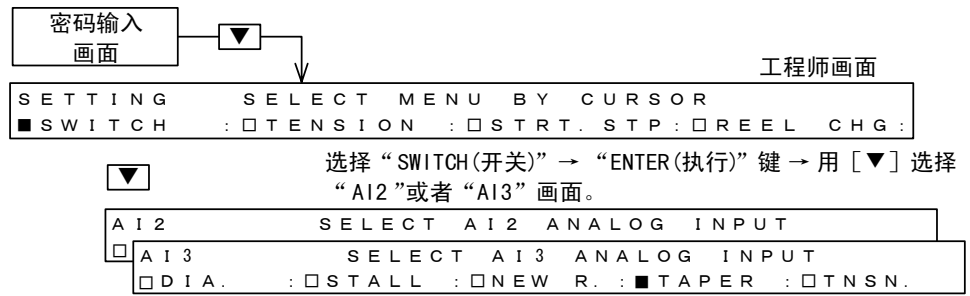 密码输入
画面
▼
工程师画面
SETTING SELECT MENU BY CURSOR
■SWITCH :□TENSION :□STRT. STP:□REEL CHG:
选择“SWITCH(开关)”→“ENTER(执行)”键→用［▼］选择
▼
“AI2”或者“AI3”画面。
AI2 SELECT AI2 ANALOG INPUT
□
AI3 SELECT AI3 ANALOG INPUT
□DIA. :□STALL :□NEW R. :■TAPER :□TNSN.